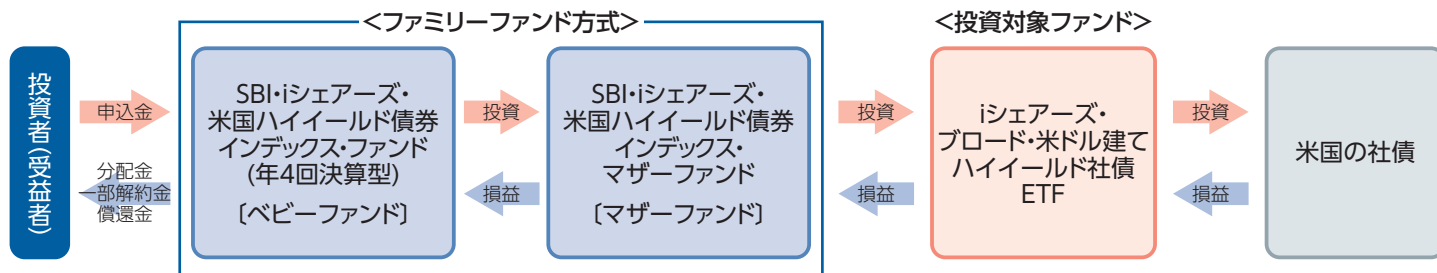 <ファミリーファンド方式>
<投資対象ファンド>
投資者(受益者)
申込金
分配金
一部解約金
償還金
SBI・iシェアーズ・
米国ハイイールド債券
インデックス・ファンド
(年4回決算型)
〔ベビーファンド〕
投資
損益
SBI・iシェアーズ・
米国ハイイールド債券
インデックス・
マザーファンド
〔マザーファンド〕
投資
損益
iシェアーズ・
ブロード・米ドル建て
ハイイールド社債
ETF
投資
損益
米国の社債